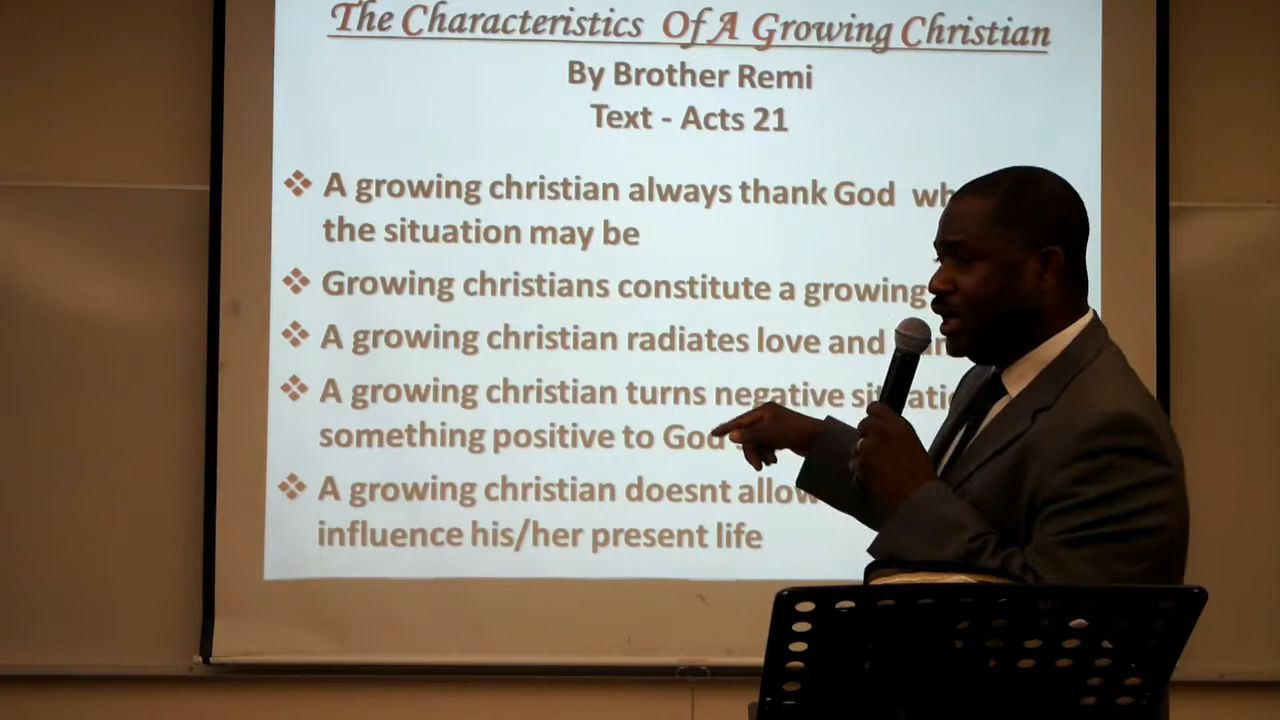 The Characteristics Of A Growing Christian
By Brother Remi
Text - Acts 21
❖ A growing christian always thank God
the situation may be
❖ Growing christians constitute a growing
❖ A growing christian radiates love and
❖ A growing christian turns negative
something positive to God
❖ A growing christian doesnt allow
influence his/her present life